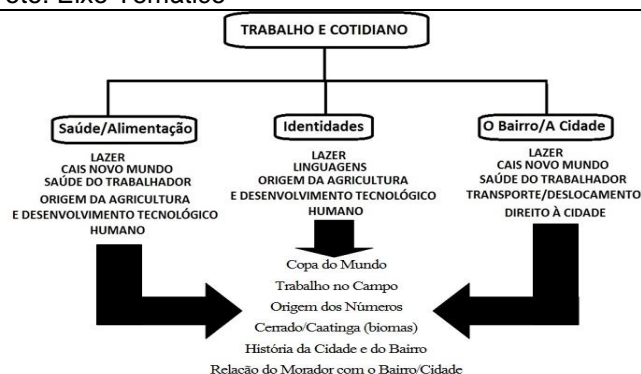 TRABALHO E COTIDIANO
Saúde/Alimentação
LAZER
CAIS NOVO MUNDO
SAÚDE DO TRABALHADOR
ORIGEM DA AGRICULTURA
E DESENVOLVIMENTO TECNOLÓGICO
HUMANO
Identidades
LAZER
LINGUAGENS
ORIGEM DA AGRICULTURA
E DESENVOLVIMENTO TECNOLÓGICO
HUMANO
O Bairro/A Cidade
LAZER
CAIS NOVO MUNDO
SAÚDE DO TRABALHADOR
TRANSPORTE/DESLOCAMENTO
DIREITO À CIDADE
Copa do Mundo
Trabalho no Campo
Origem dos Números
Cerrado/Caatinga (biomas)
História da Cidade e do Bairro
Relação do Morador com o Bairro/Cidade